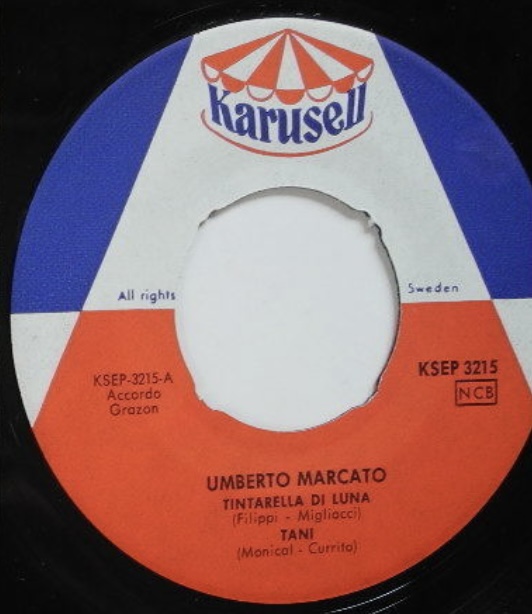 Karusell
All rights
Sweden
KSEP-3215-A
Accordo
Grazon
KSEP 3215
NCB
UMBERTO MARCATO
TINTARELLA DI LUNA
(Filippi - Migliacci)
TANI
(Monical - Currito)